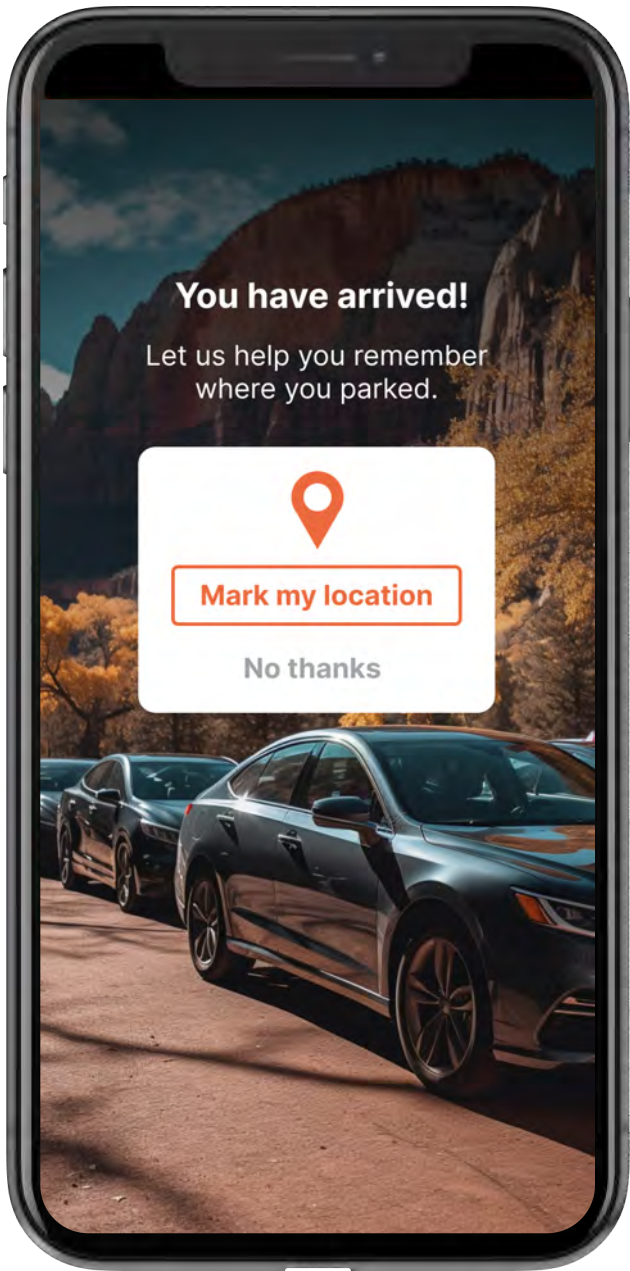 You have arrived!
Let us help you remember
where you parked.
Mark my location
No thanks